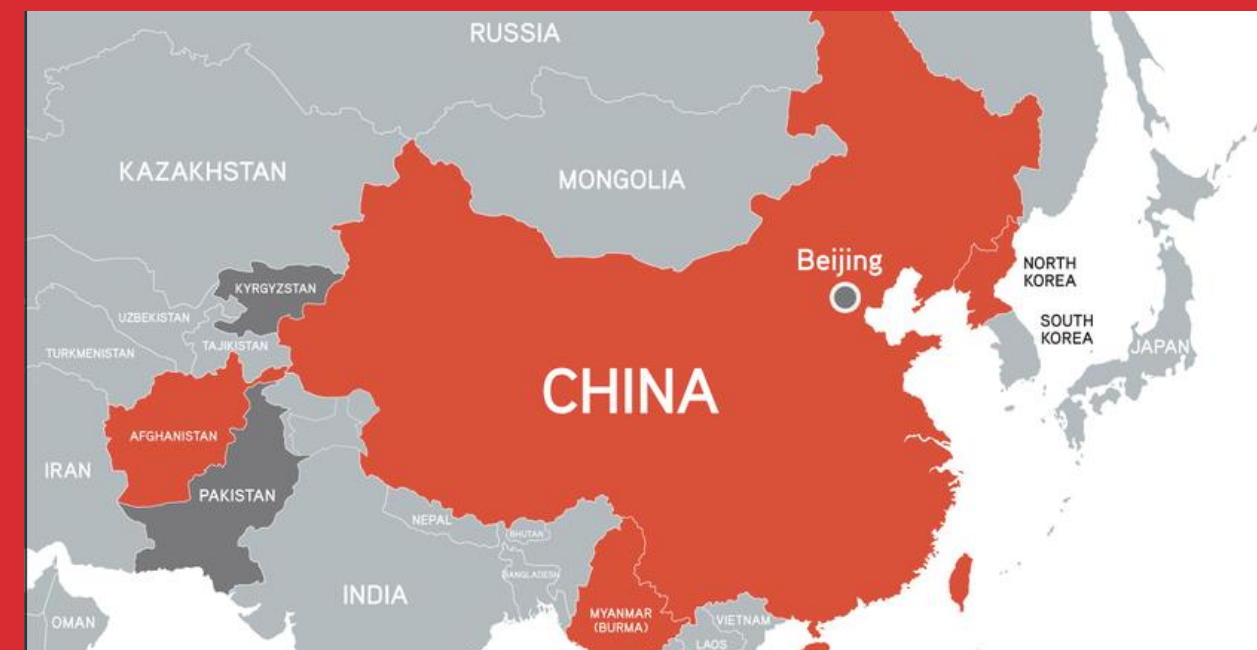 RUSSIA
KAZAKHSTAN
MONGOLIA
Beijing
NORTH
KOREA
KYRGYZSTAN
UZBEKISTAN
SOUTH
KOREA
TURKMENISTAN
TAJIKISTAN
JAPAN
CHINA
AFGHANISTAN
IRAN
PAKISTAN
NEPAL
BHUTAN
BANGLADESH
INDIA
MYANMAR
(BURMA)
VIETNAM
OMAN
LAOS